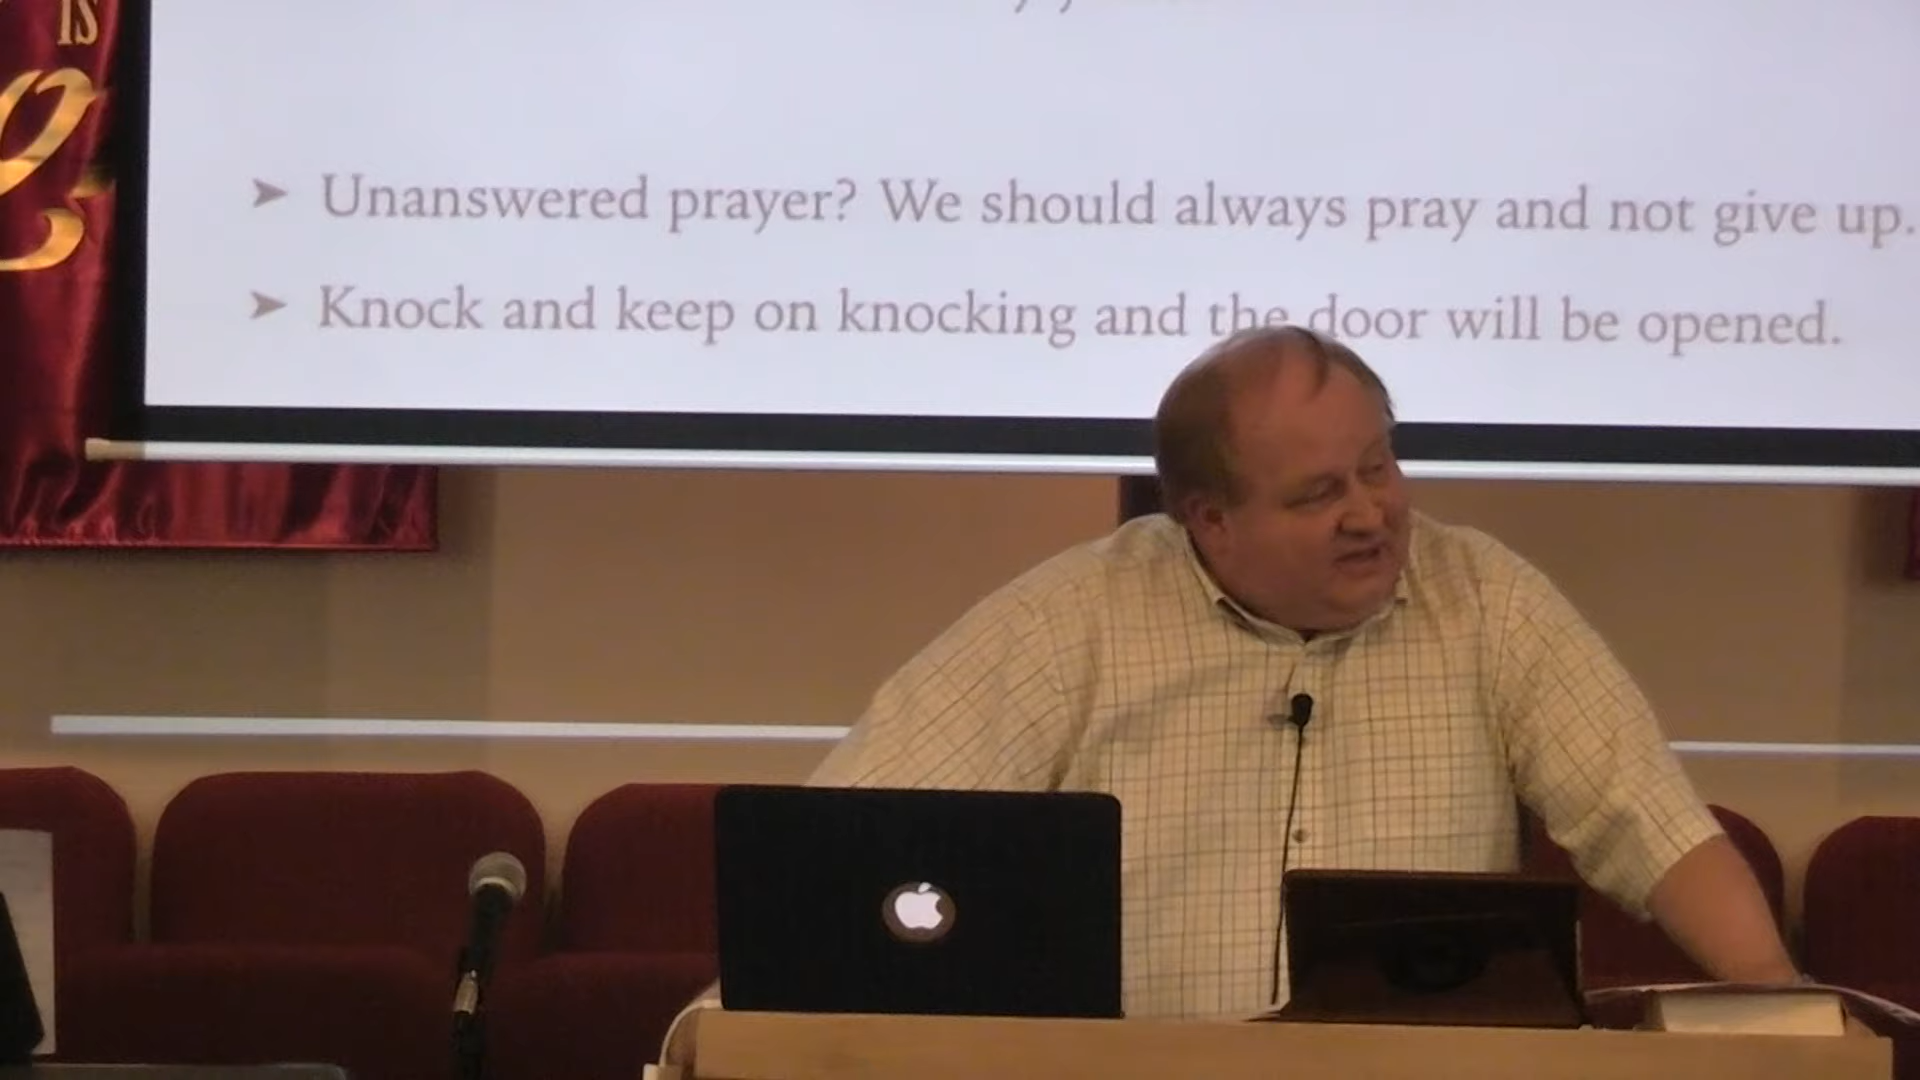 IS
➤ Unanswered prayer? We should always pray and not give up.
➤ Knock and keep on knocking and the door will be opened.